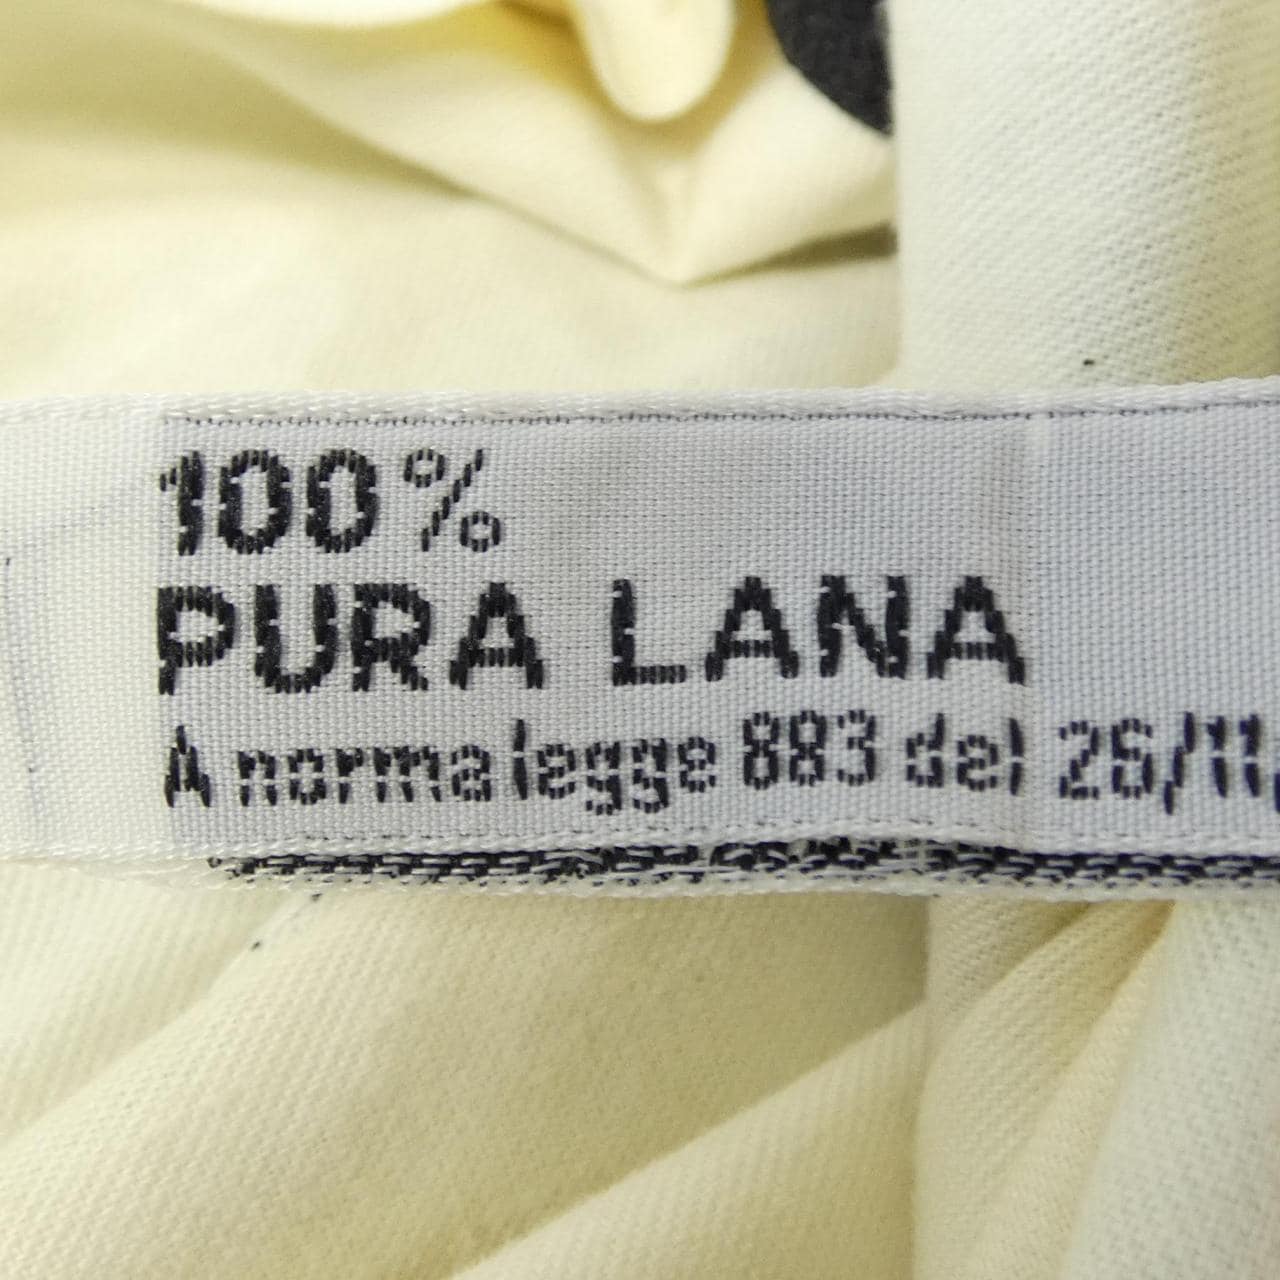 100%
PURA LANA
A norma legge 883 del 26/11